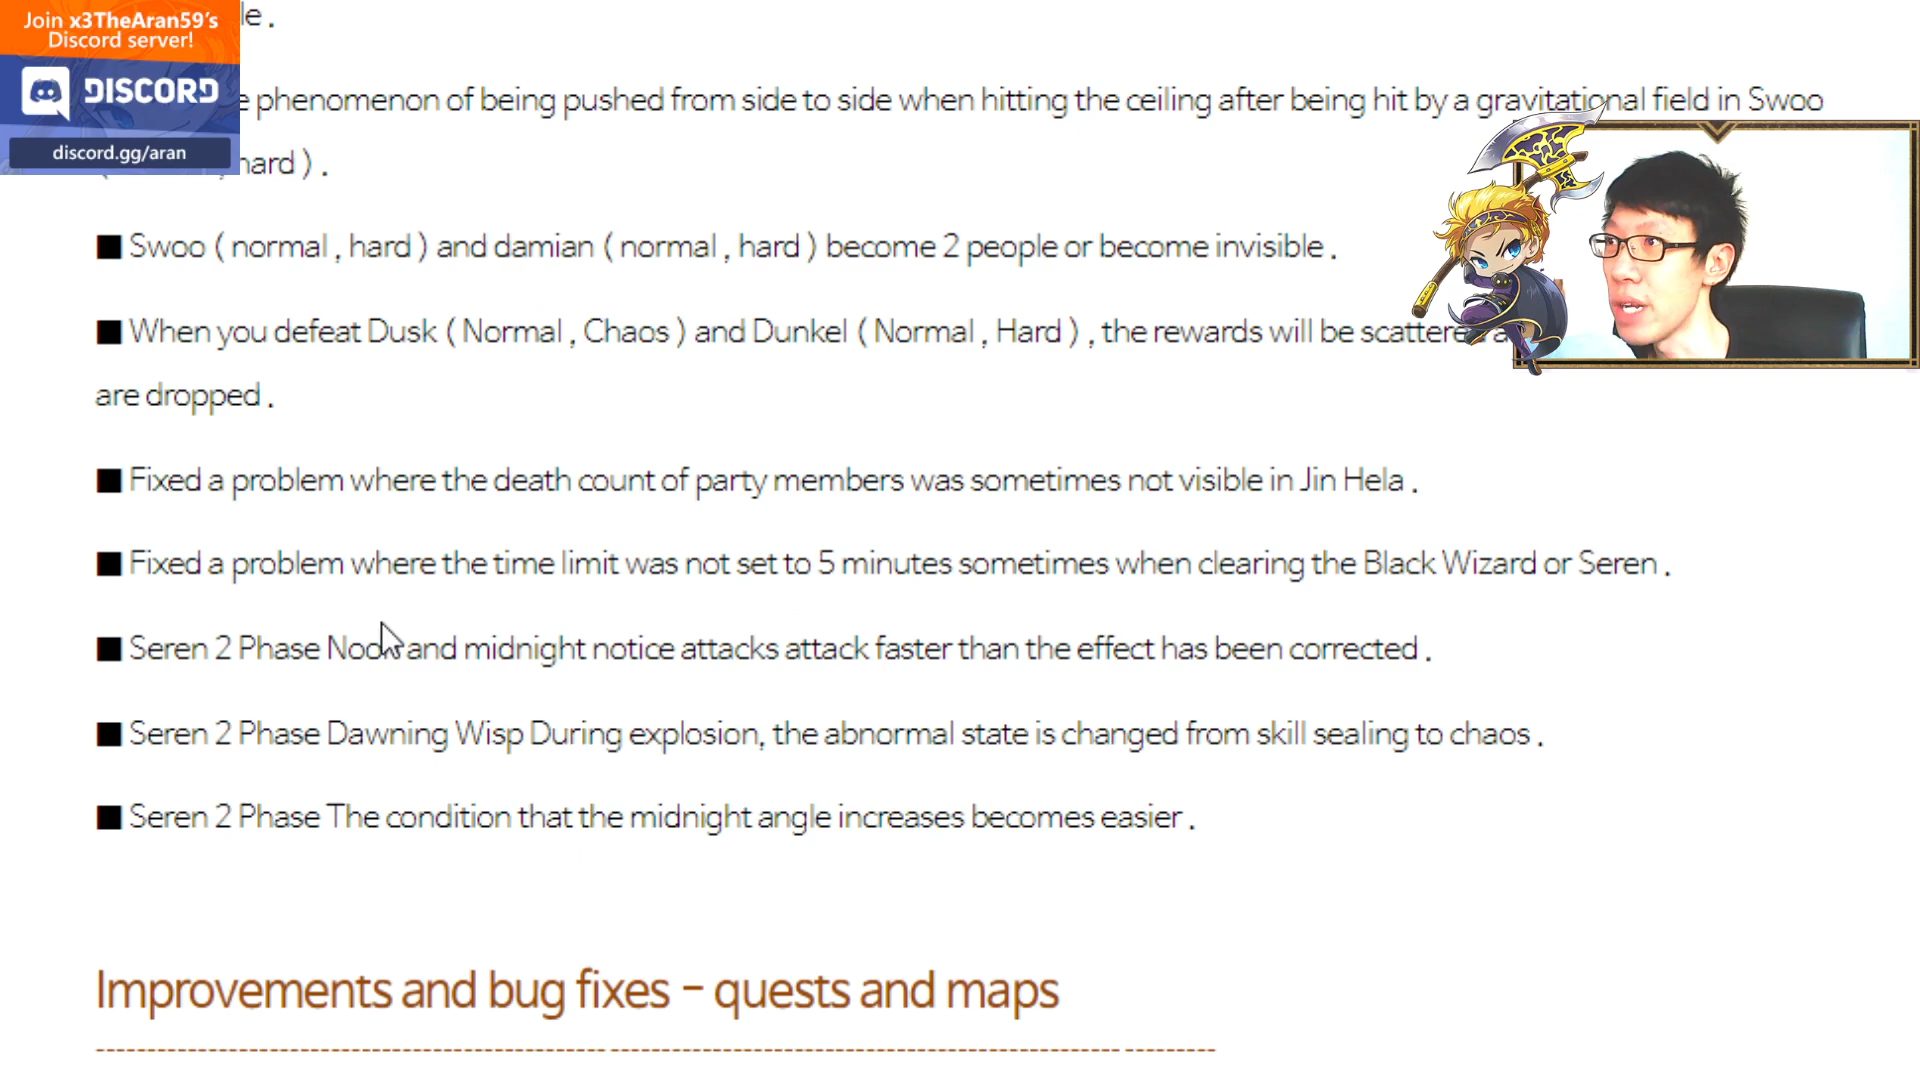 Join x3TheAran59's
Discord server!
DISCORD
discord.gg/aran
le .
e phenomenon of being pushed from side to side when hitting the ceiling after being hit by a gravitational field in Swoo
hard ) .
■ Swoo ( normal , hard ) and damian ( normal , hard ) become 2 people or become invisible .
■ When you defeat Dusk ( Normal , Chaos ) and Dunkel ( Normal , Hard ) , the rewards will be scattere
are dropped .
■ Fixed a problem where the death count of party members was sometimes not visible in Jin Hela .
■ Fixed a problem where the time limit was not set to 5 minutes sometimes when clearing the Black Wizard or Seren .
■ Seren 2 Phase Noon and midnight notice attacks attack faster than the effect has been corrected .
■ Seren 2 Phase Dawning Wisp During explosion, the abnormal state is changed from skill sealing to chaos .
■ Seren 2 Phase The condition that the midnight angle increases becomes easier .
Improvements and bug fixes - quests and maps